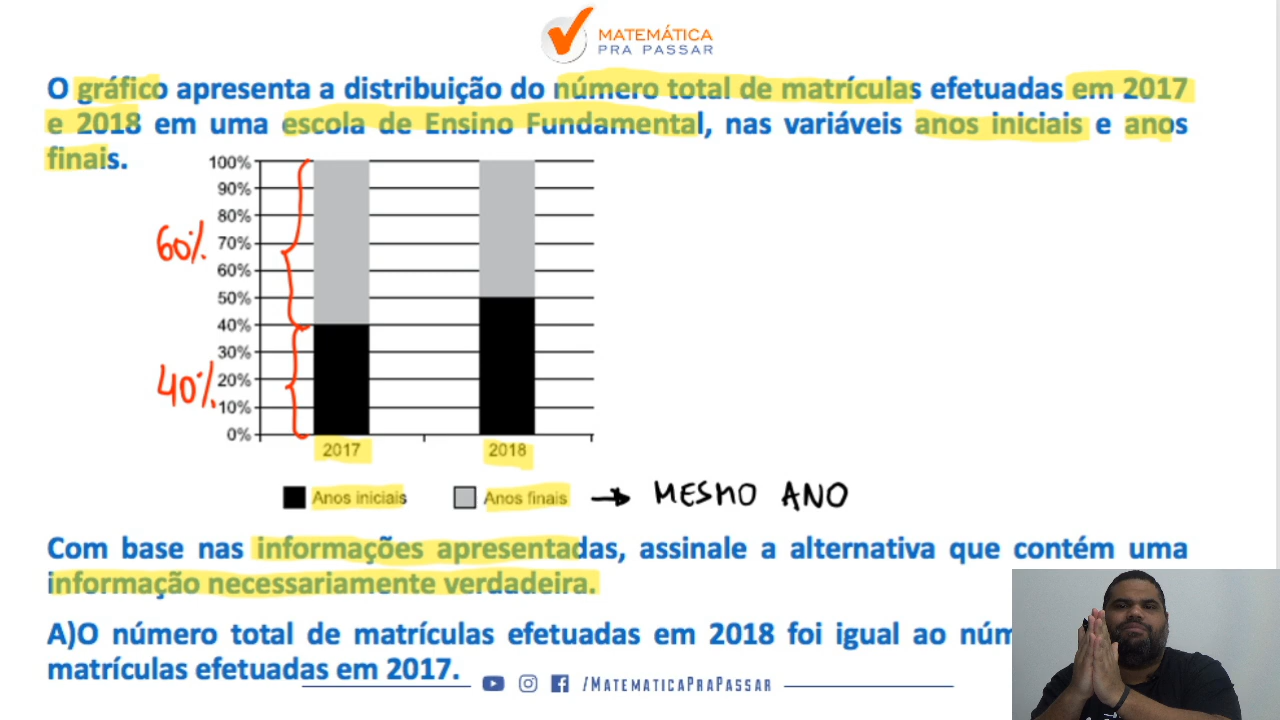 MATEMÁTICA
PRA PASSAR
O gráfico apresenta a distribuição do número total de matrículas efetuadas em 2017
e 2018 em uma escola de Ensino Fundamental, nas variáveis anos iniciais e anos
finais.
100%
90%
80%
60% 70%
60%
50%
40%
30%
40% 20%
10%
0%
2017 2018
Anos iniciais Anos finais → MESMO ANO
Com base nas informações apresentadas, assinale a alternativa que contém uma
informação necessariamente verdadeira.
A)O número total de matrículas efetuadas em 2018 foi igual ao
matrículas efetuadas em 2017.
/MATEMATICAPRAPASSAR